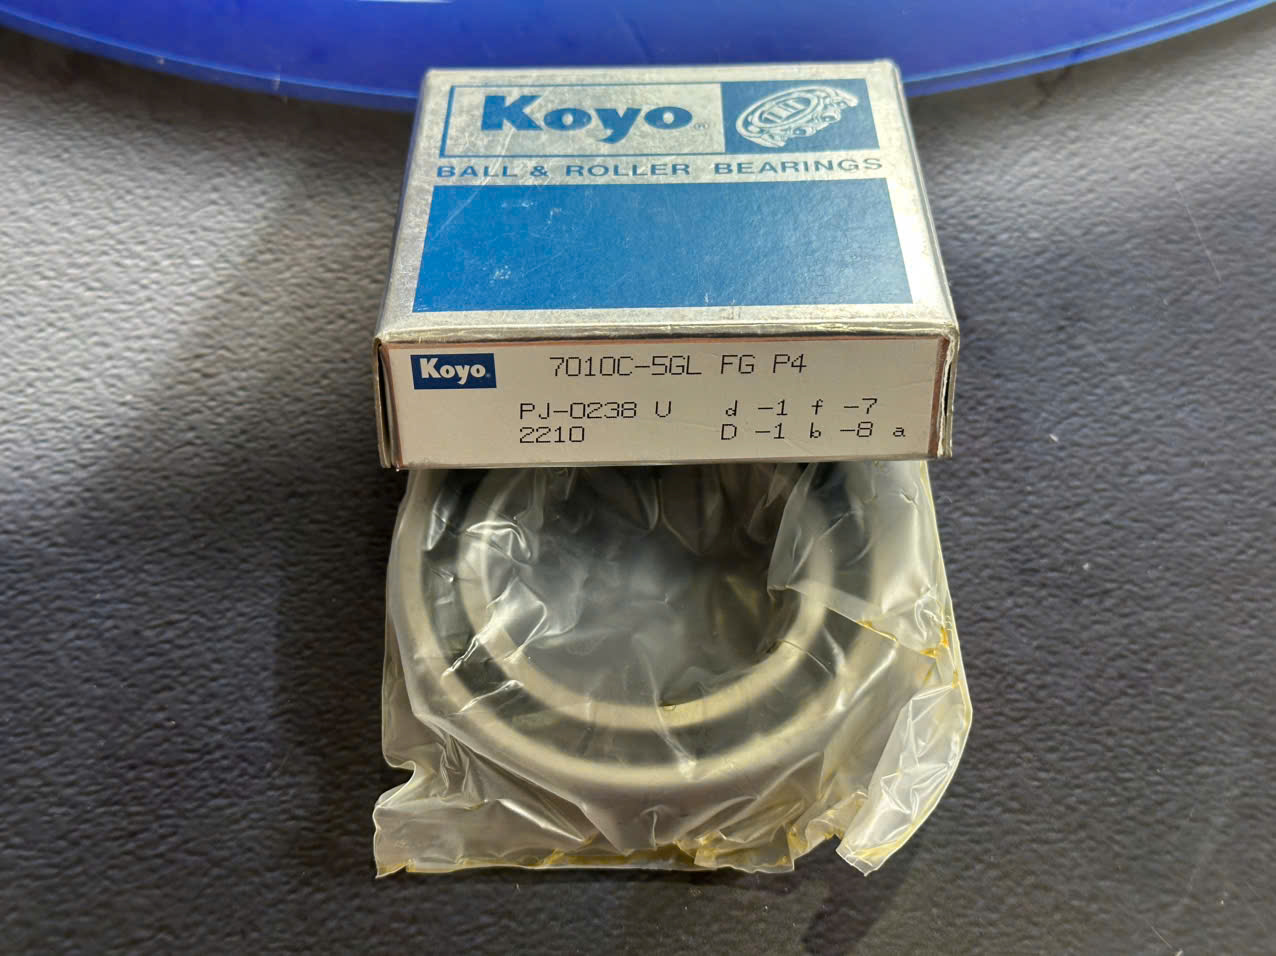 Koyo®
BALL & ROLLER BEARINGS
Koyo®
7010C-5GL FG P4
PJ-0238 V d -1 f -7
2210 D -1 b -8 a